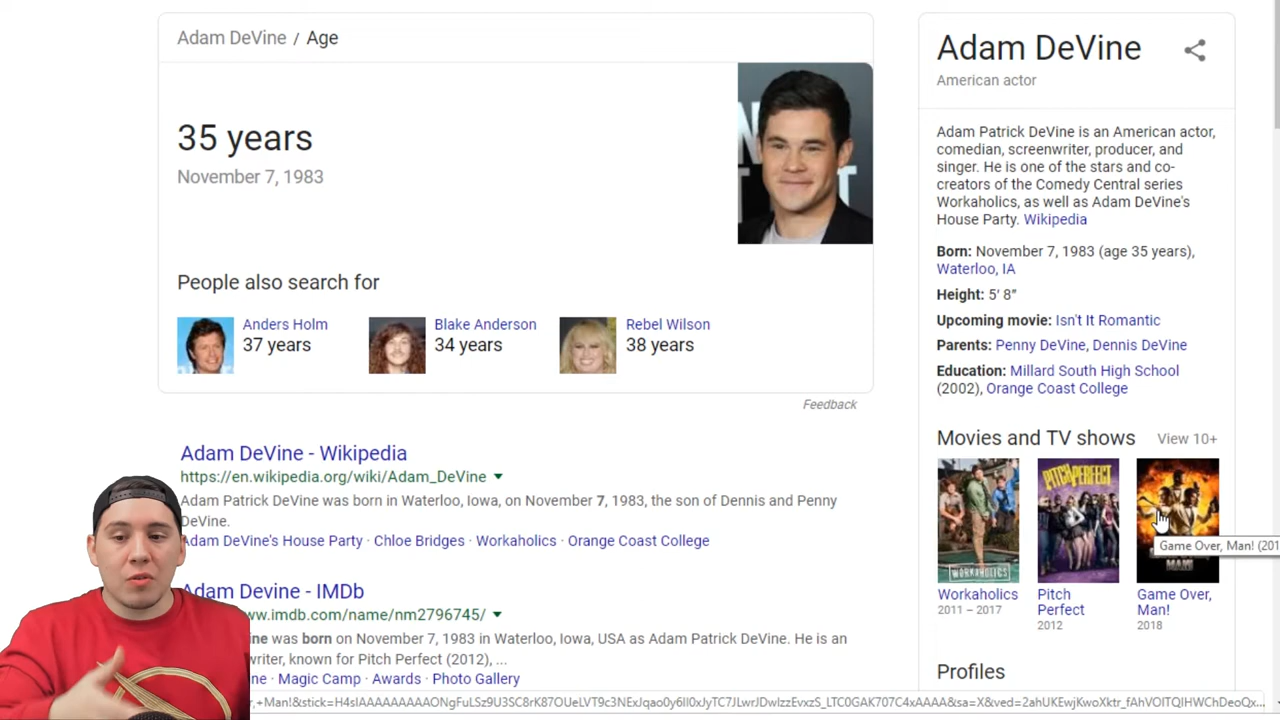 Adam DeVine / Age
35 years
November 7, 1983
People also search for
Anders Holm
37 years
Blake Anderson
34 years
Rebel Wilson
38 years
Feedback
Adam DeVine - Wikipedia
https://en.wikipedia.org/wiki/Adam_DeVine
Adam Patrick DeVine was born in Waterloo, Iowa, on November 7, 1983, the son of Dennis and Penny
DeVine.
Adam DeVine's House Party · Chloe Bridges · Workaholics · Orange Coast College
Adam Devine - IMDb
ww.imdb.com/name/nm2796745/
ine was born on November 7, 1983 in Waterloo, Iowa, USA as Adam Patrick DeVine. He is an
writer, known for Pitch Perfect (2012), ...
ne · Magic Camp · Awards · Photo Gallery
Adam DeVine
American actor
Adam Patrick DeVine is an American actor,
comedian, screenwriter, producer, and
singer. He is one of the stars and co-
creators of the Comedy Central series
Workaholics, as well as Adam DeVine's
House Party. Wikipedia
Born: November 7, 1983 (age 35 years),
Waterloo, IA
Height: 5′ 8″
Upcoming movie: Isn't It Romantic
Parents: Penny DeVine, Dennis DeVine
Education: Millard South High School
(2002), Orange Coast College
Movies and TV shows
View 10+
PITCH PERFECT
WORKAHOLICS
MAN!
Game Over, Man! (201
Workaholics
2011 – 2017
Pitch
Perfect
2012
Game Over,
Man!
2018
Profiles